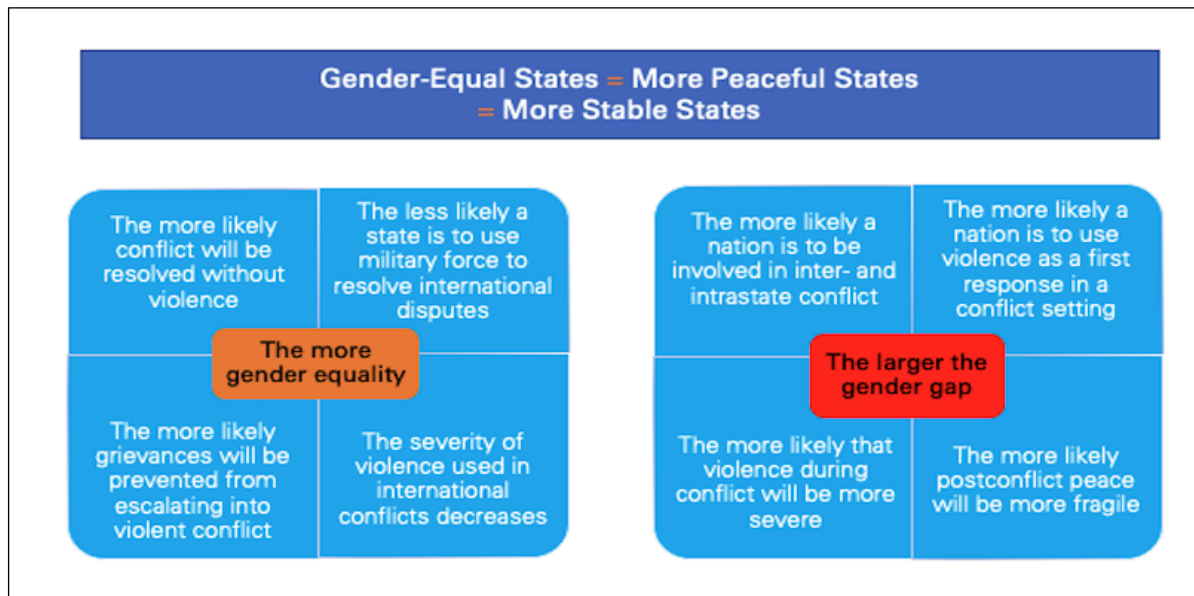 Gender-Equal States = More Peaceful States
= More Stable States
The more likely
conflict will be
resolved without
violence
The less likely a
state is to use
military force to
resolve international
disputes
The more
gender equality
The more likely
grievances will be
prevented from
escalating into
violent conflict
The severity of
violence used in
international
conflicts decreases
The more likely
a nation is to be
involved in inter- and
intrastate conflict
The more likely a
nation is to use
violence as a first
response in a
conflict setting
The larger the
gender gap
The more likely that
violence during
conflict will be more
severe
The more likely
postconflict peace
will be more fragile